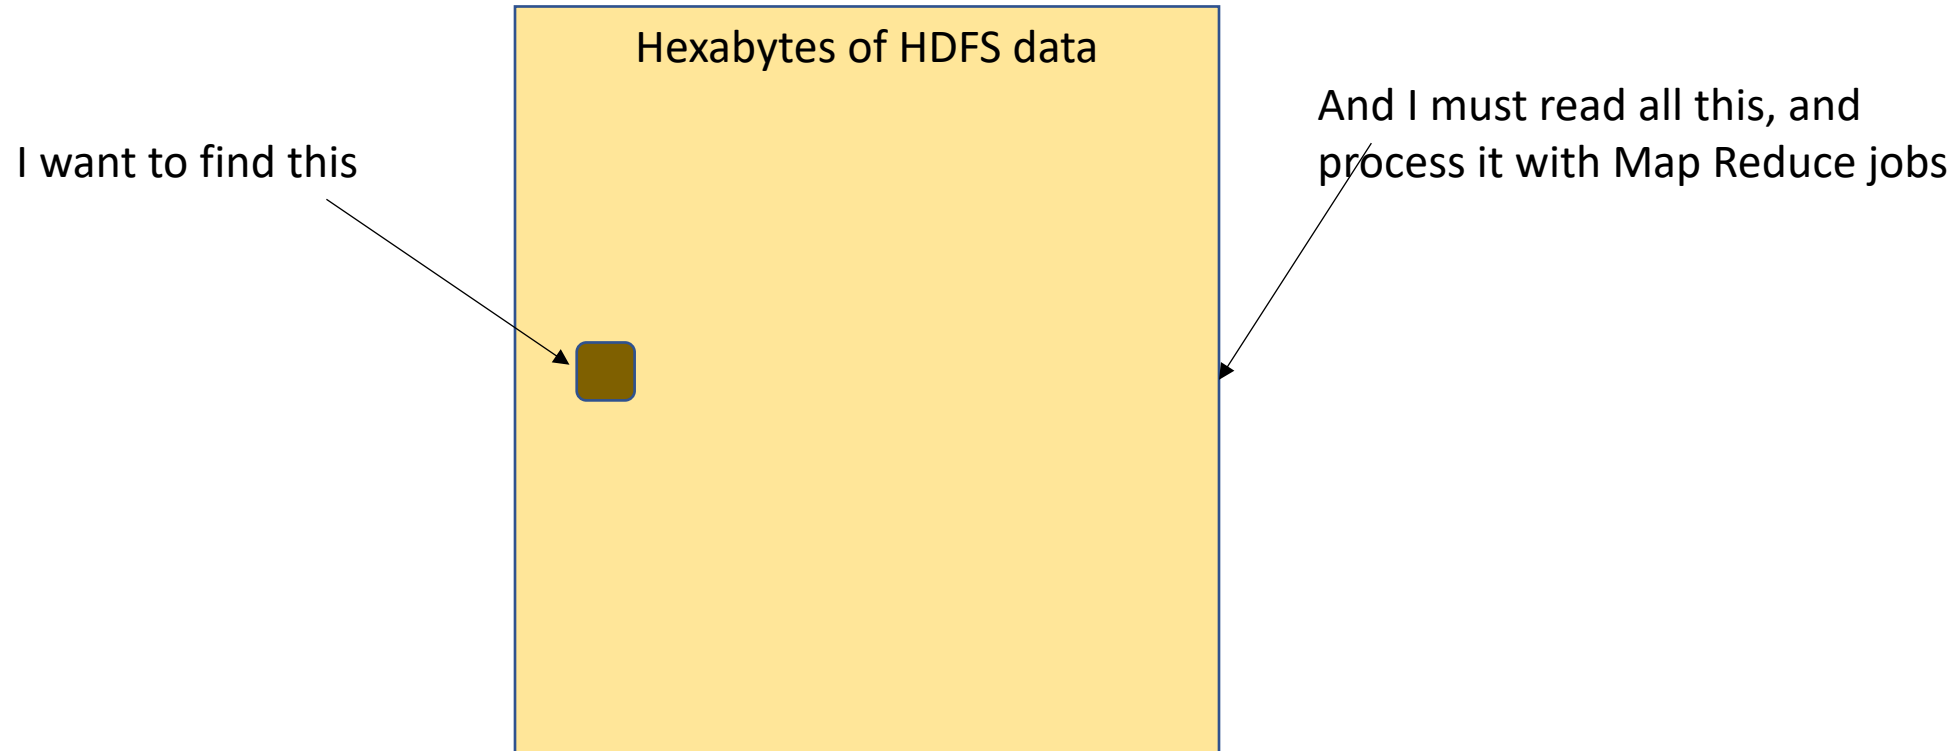 Hexabytes of HDFS data
I want to find this
And I must read all this, and
process it with Map Reduce jobs